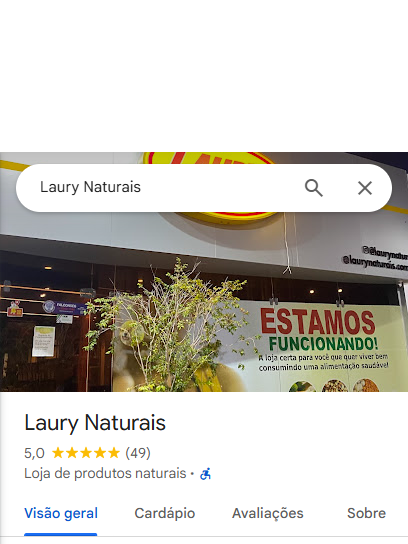 Laury Naturais
@laurynatur
@laurynaturais.com
ESTAMOS
FUNCIONANDO!
A loja certa para você que quer viver bem
consumindo uma alimentação saudável!
Laury Naturais
5,0 (49)
Loja de produtos naturais •
Visão geral
Cardápio
Avaliações
Sobre